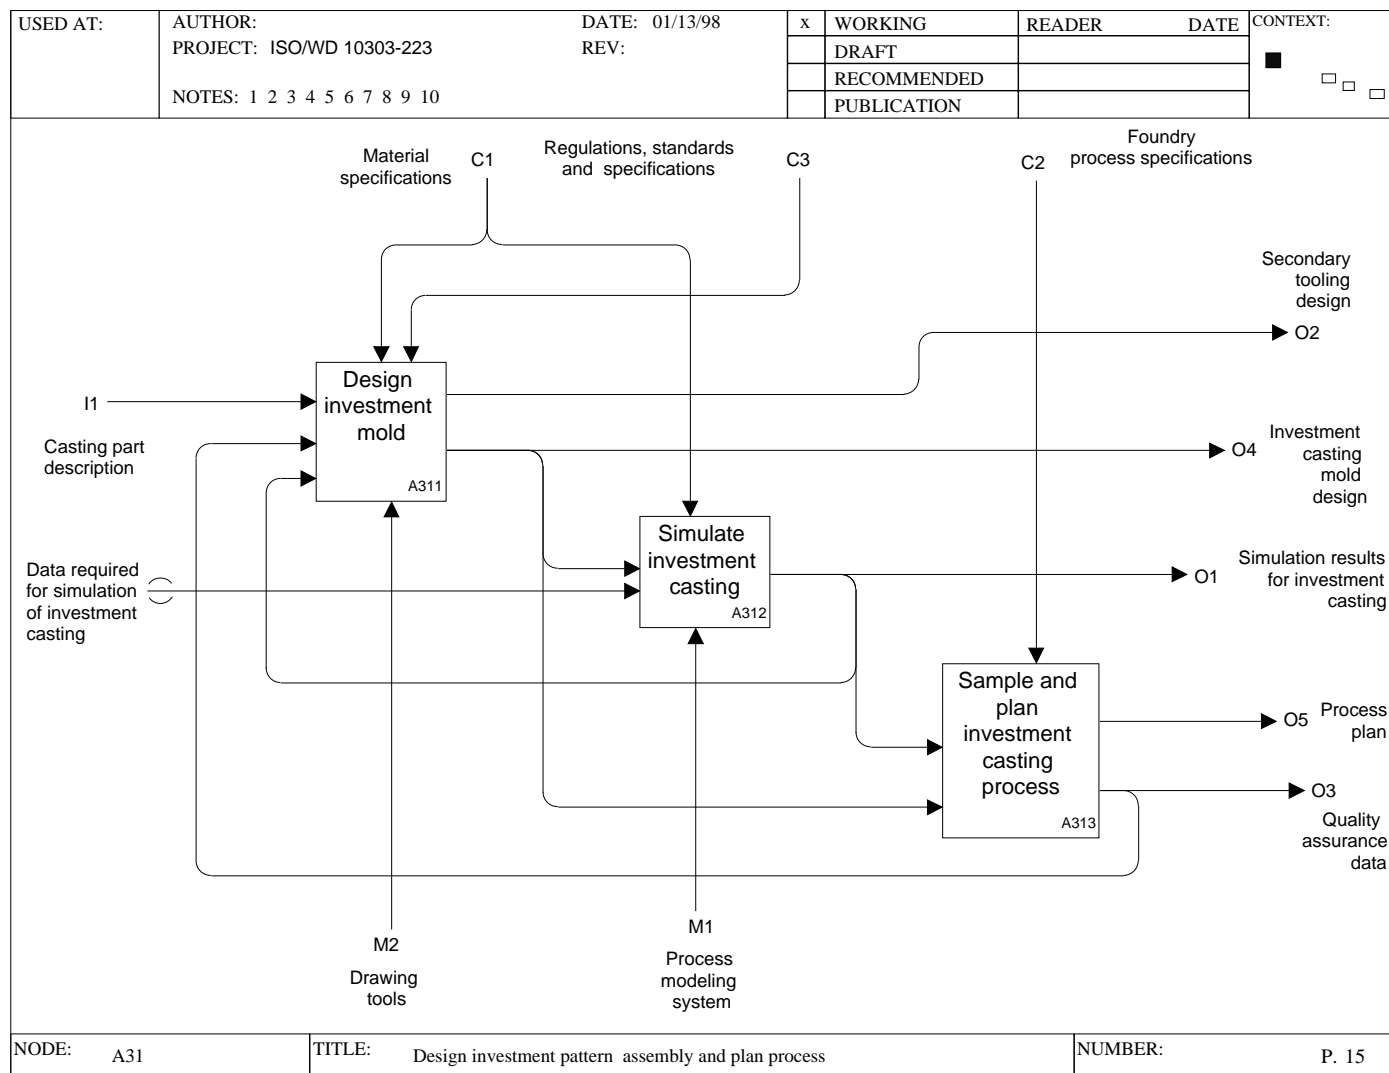 USED AT:
AUTHOR:
DATE: 01/13/98
PROJECT: ISO/WD 10303-223
REV:
NOTES: 1 2 3 4 5 6 7 8 9 10
x WORKING
DRAFT
RECOMMENDED
PUBLICATION
READER DATE
CONTEXT:
Material
specifications
C1
Regulations, standards
and specifications
C3
Foundry
process specifications
C2
Secondary
tooling
design
O2
Design
investment
mold
A311
I1
Casting part
description
O4
Investment
casting
mold
design
Simulate
investment
casting
A312
Data required
for simulation
of investment
casting
O1
Simulation results
for investment
casting
Sample and
plan
investment
casting
process
A313
O5
Process
plan
O3
Quality
assurance
data
M2
Drawing
tools
M1
Process
modeling
system
NODE: A31
TITLE: Design investment pattern assembly and plan process
NUMBER: P. 15